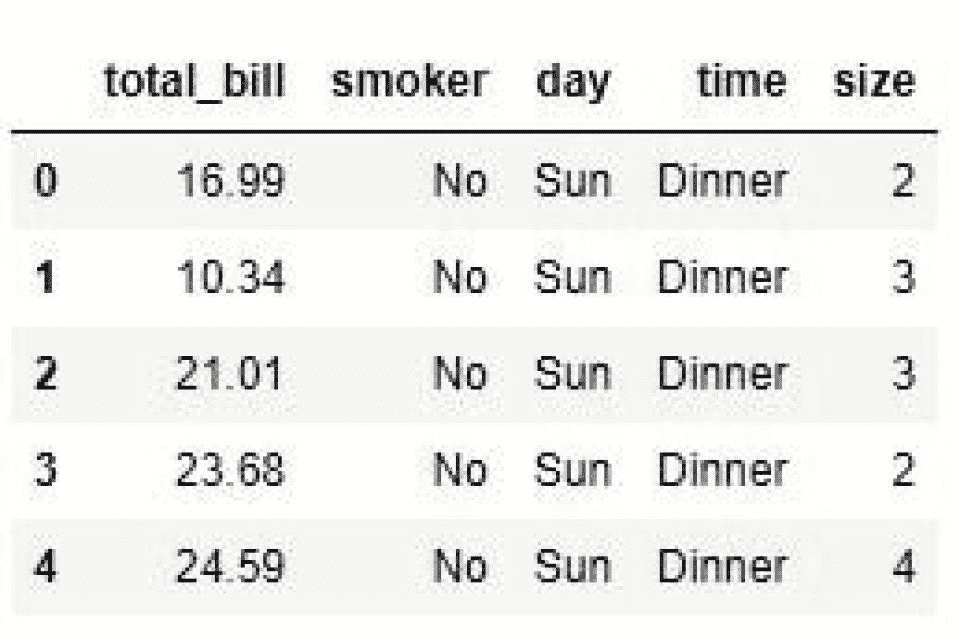 total_bill smoker day time size
0 16.99 No Sun Dinner 2
1 10.34 No Sun Dinner 3
2 21.01 No Sun Dinner 3
3 23.68 No Sun Dinner 2
4 24.59 No Sun Dinner 4